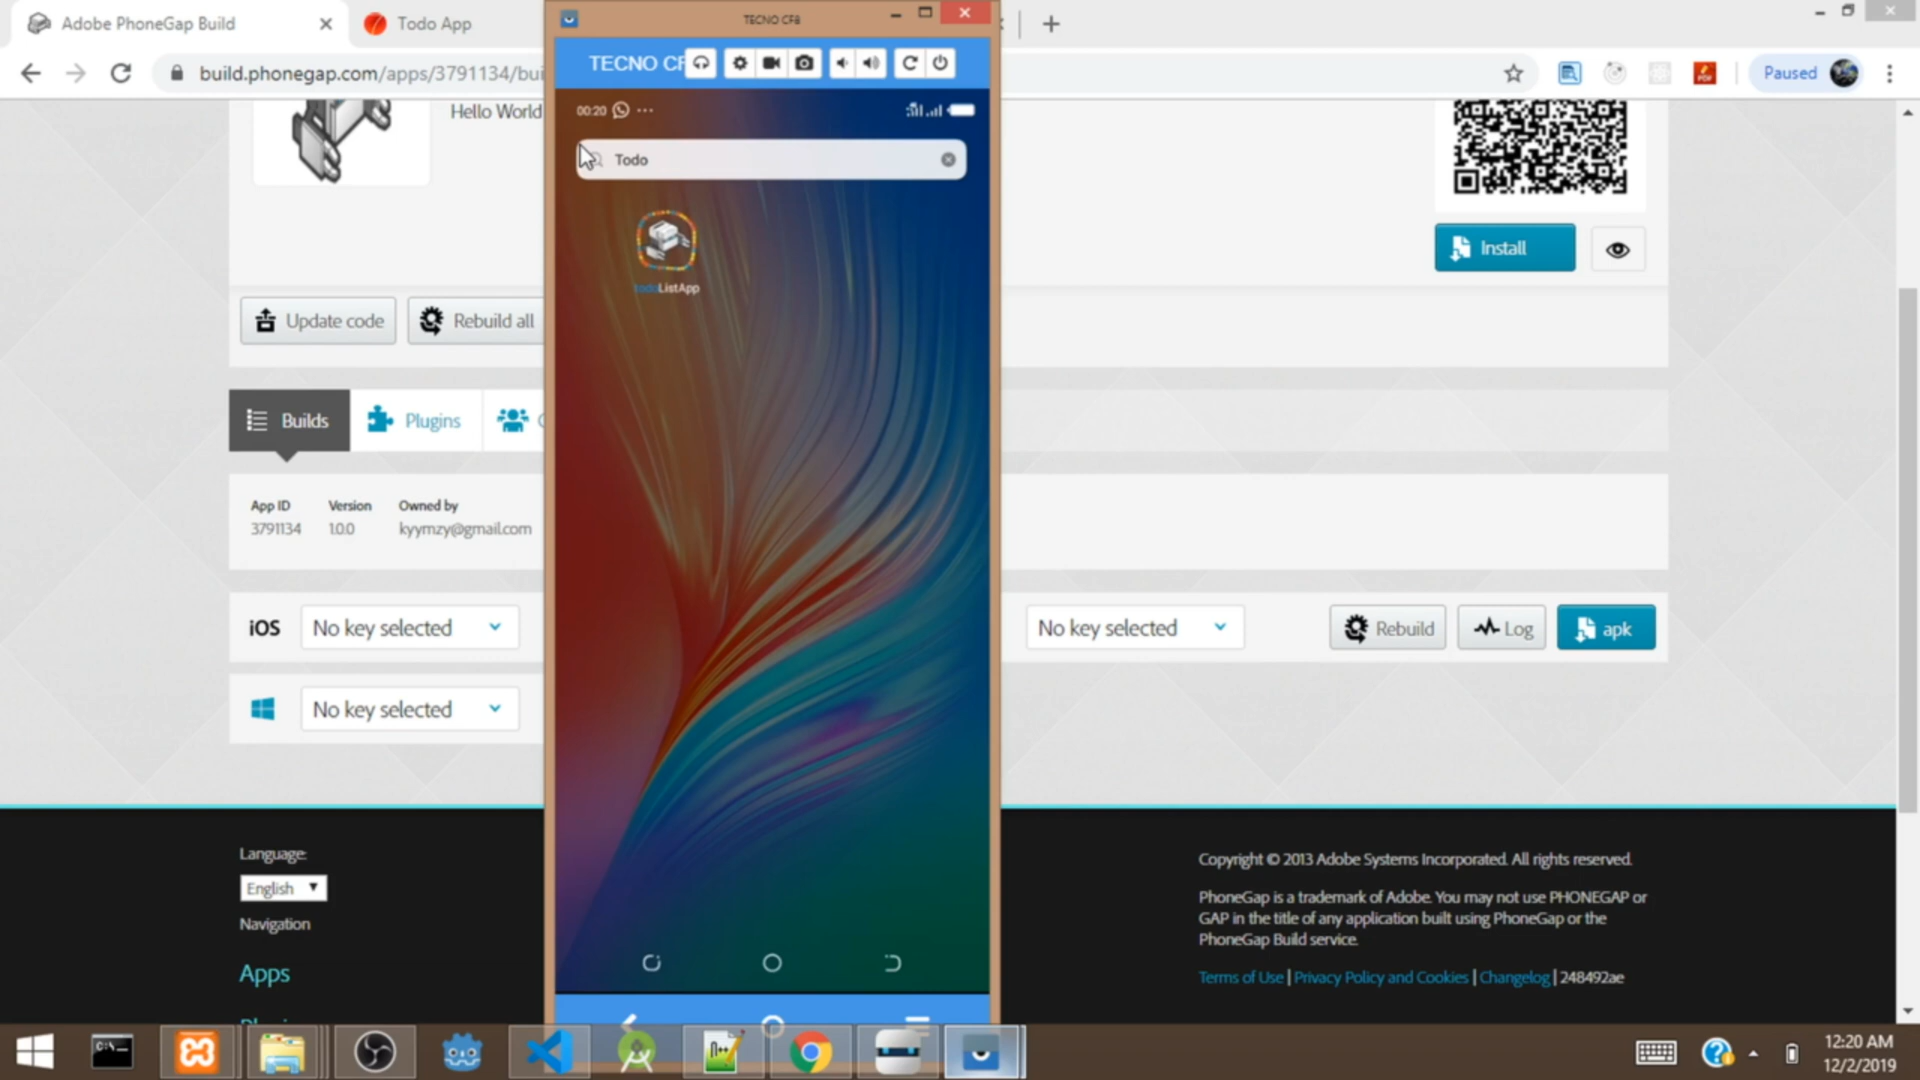 Adobe PhoneGap Build
Todo App
TECNO CF8
build.phonegap.com/apps/3791134/bui
Paused
TECNO CF
00:20
Hello World
Todo
todoListApp
Install
Update code
Rebuild all
Builds
Plugins
App ID
Version
Owned by
3791134
1.0.0
kyymzy@gmail.com
iOS
No key selected
No key selected
Rebuild
Log
apk
No key selected
Language:
English
Navigation
Apps
Copyright © 2013 Adobe Systems Incorporated. All rights reserved.
PhoneGap is a trademark of Adobe. You may not use PHONEGAP or
GAP in the title of any application built using PhoneGap or the
PhoneGap Build service.
Terms of Use | Privacy Policy and Cookies | Changelog | 248492ae
12:20 AM
12/2/2019